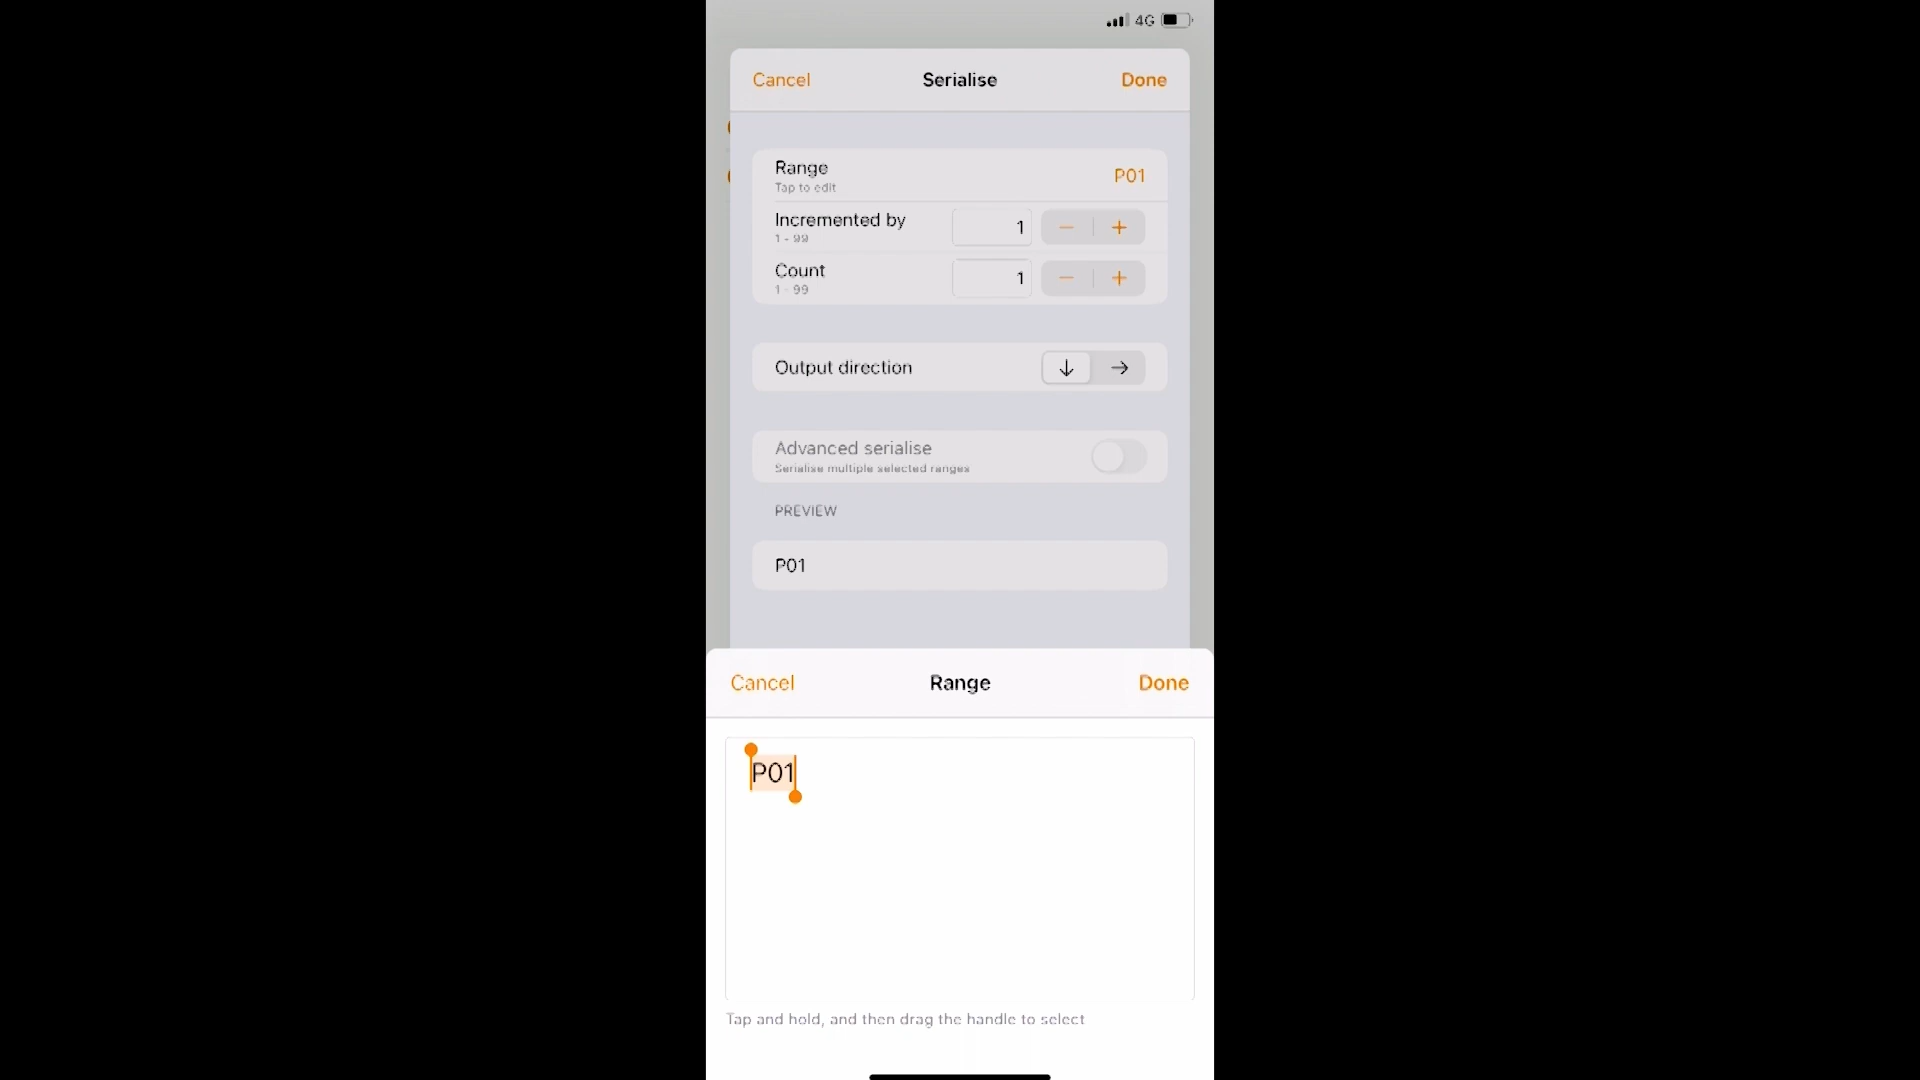 4G
Cancel Serialise Done
Range P01
Tap to edit
Incremented by 1 − +
1 - 99
Count 1 − +
1 - 99
Output direction ↓ →
Advanced serialise
Serialise multiple selected ranges
PREVIEW
P01
Cancel Range Done
P01
Tap and hold, and then drag the handle to select